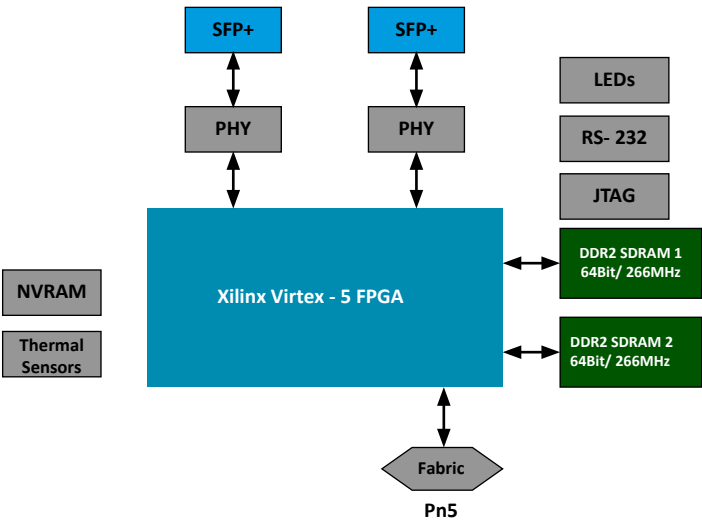 SFP+
SFP+
PHY
PHY
LEDs
RS- 232
JTAG
Xilinx Virtex - 5 FPGA
DDR2 SDRAM 1
64Bit/ 266MHz
DDR2 SDRAM 2
64Bit/ 266MHz
NVRAM
Thermal
Sensors
Fabric
Pn5